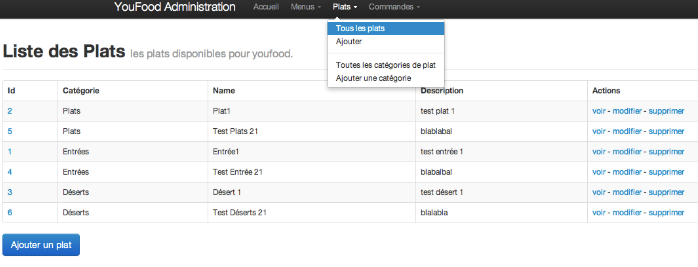 YouFood Administration Accueil Menus Plats Commandes
Tous les plats
Ajouter
Toutes les catégories de plat
Ajouter une catégorie
Liste des Plats les plats disponibles pour youfood.
Id Catégorie Name Description Actions
2 Plats Plat1 test plat 1 voir - modifier - supprimer
5 Plats Test Plats 21 blablabal voir - modifier - supprimer
1 Entrées Entrée1 test entrée 1 voir - modifier - supprimer
4 Entrées Test Entrée 21 blabalbal voir - modifier - supprimer
3 Déserts Désert 1 test désert 1 voir - modifier - supprimer
6 Déserts Test Déserts 21 blalabla voir - modifier - supprimer
Ajouter un plat